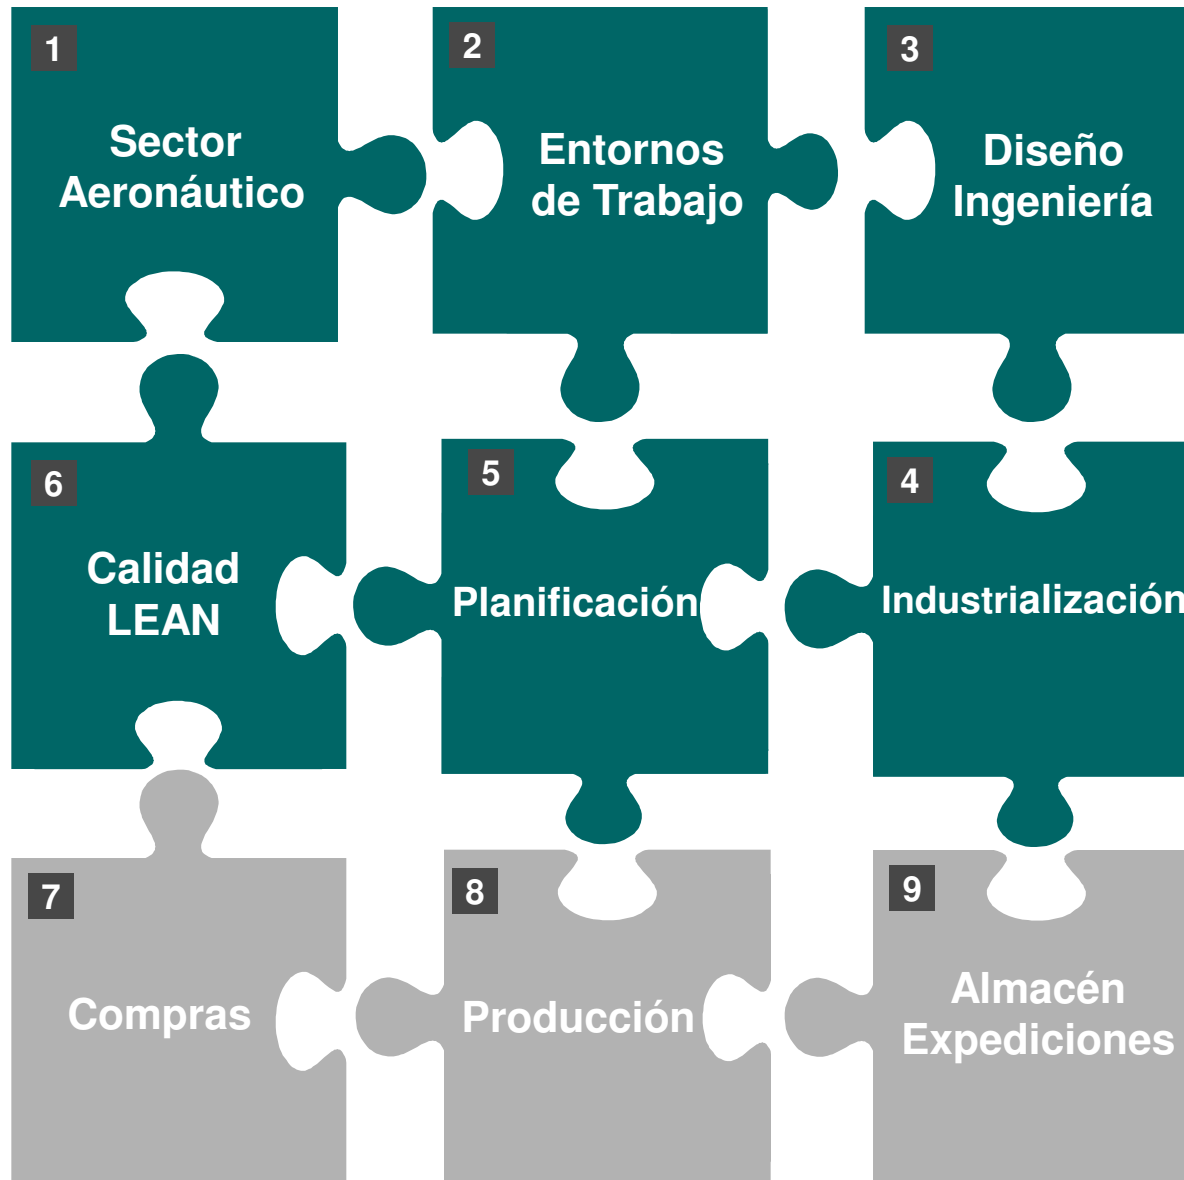 1
Sector
Aeronáutico
2
Entornos
de Trabajo
3
Diseño
Ingeniería
6
Calidad
LEAN
5
Planificación
4
Industrialización
7
Compras
8
Producción
9
Almacén
Expediciones